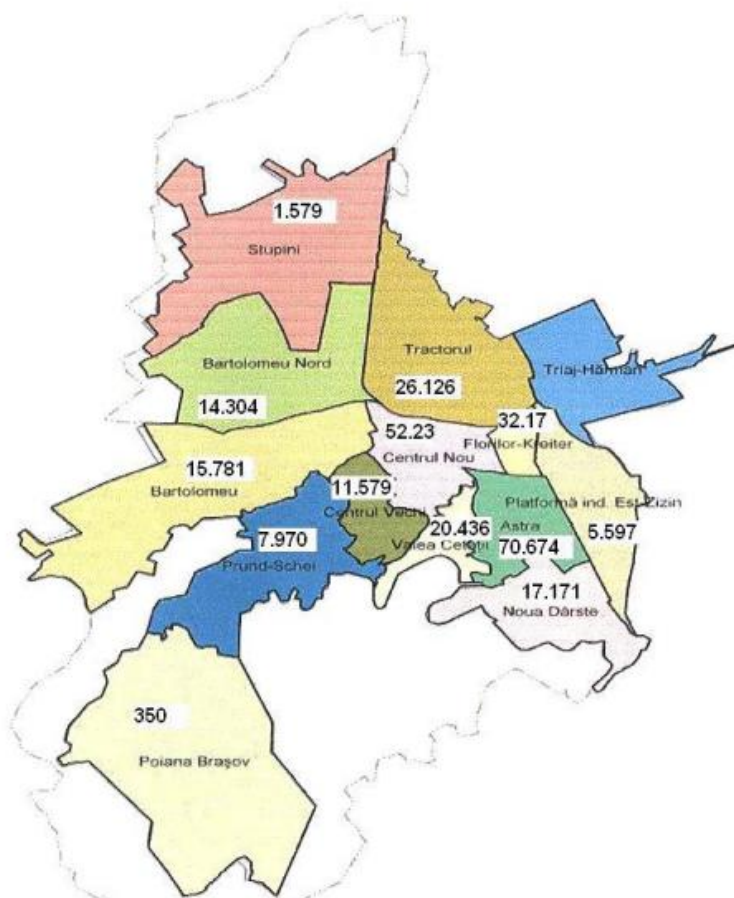 1.579
Stupini
Bartolomeu Nord
14.304
Tractorul
26.126
Triaj-Hărman
32.17
Florilor-Kreiter
52.23
Centrul Nou
15.781
Bartolomeu
11.579
Centrul Vechi
Platformă ind. Est-Zizin
5.597
20.436
Valea Cetății
Astra
70.674
7.970
Prund-Schei
17.171
Noua Dârste
350
Poiana Brașov